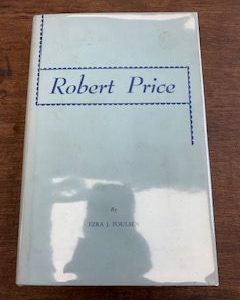 Robert Price
By
EZRA J. POULSEN